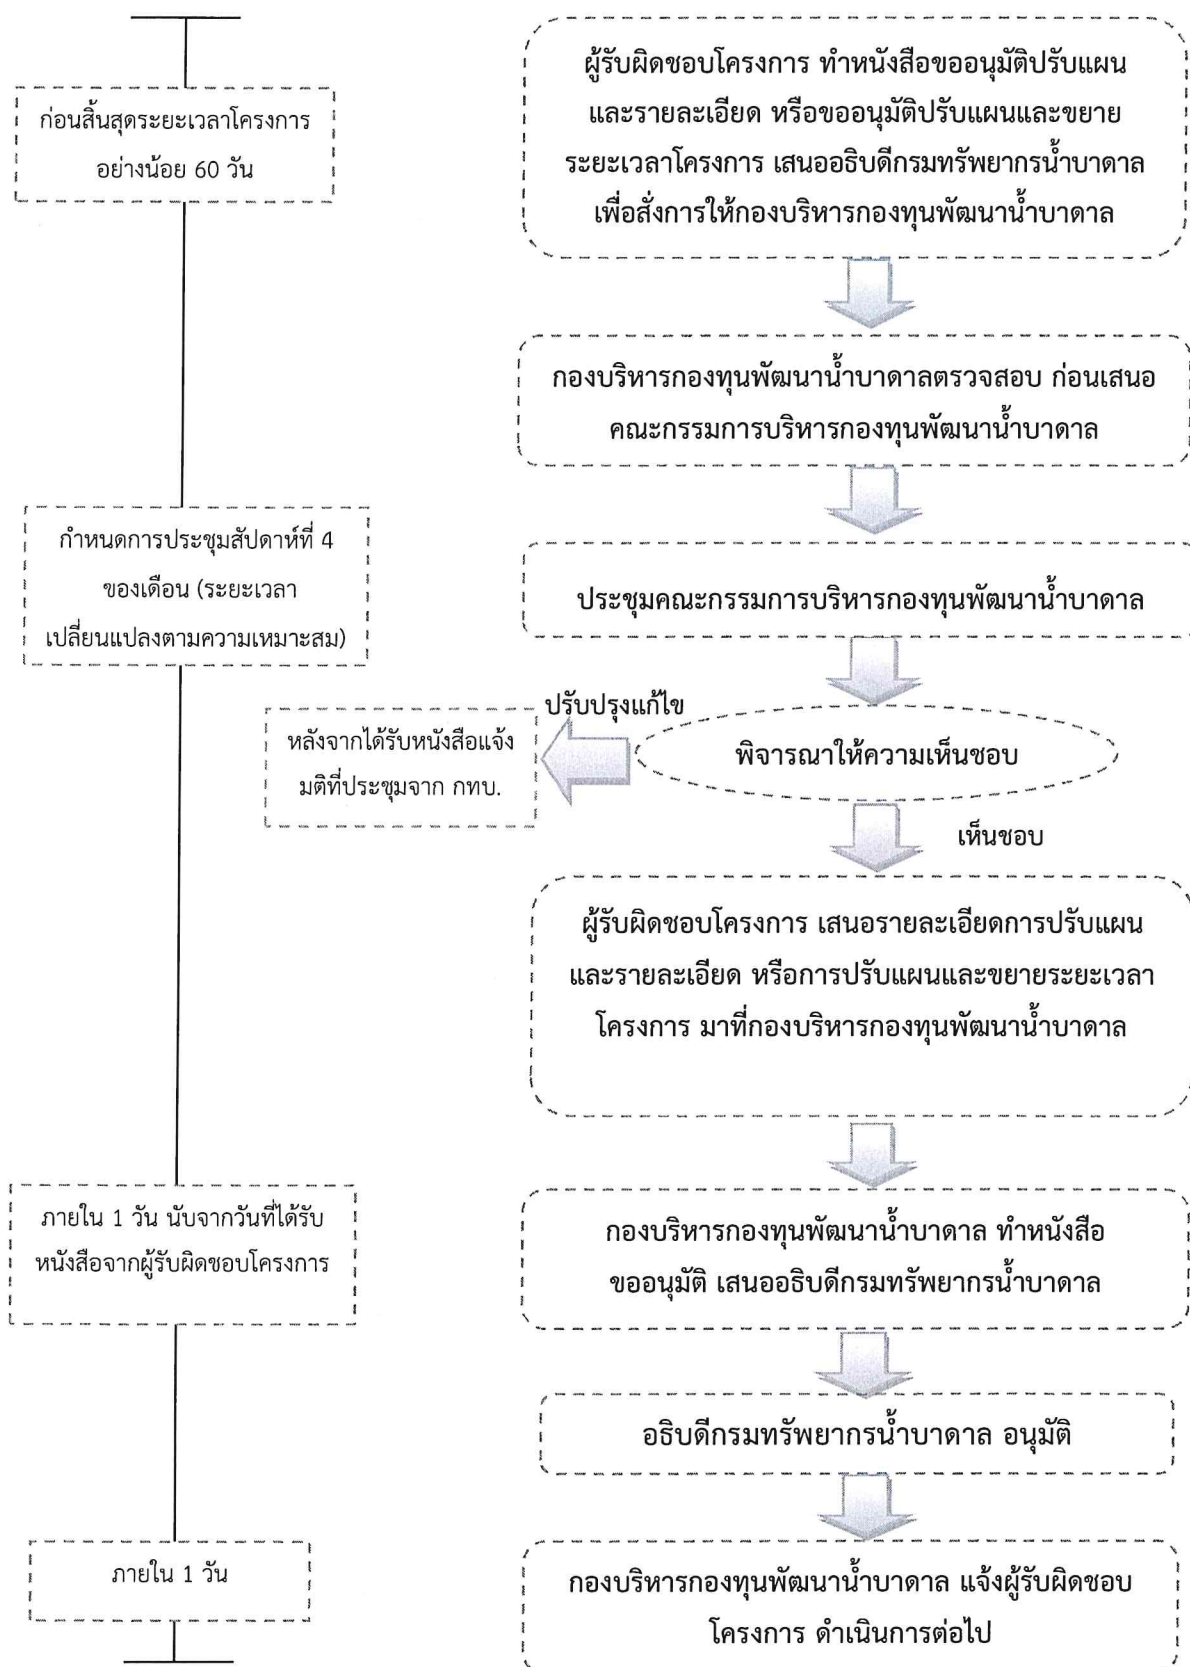 ผู้รับผิดชอบโครงการ ทำหนังสือขออนุมัติปรับแผน
และรายละเอียด หรือขออนุมัติปรับแผนและขยาย
ระยะเวลาโครงการ เสนออธิบดีกรมทรัพยากรน้ำบาดาล
เพื่อสั่งการให้กองบริหารกองทุนพัฒนาน้ำบาดาล
ก่อนสิ้นสุดระยะเวลาโครงการ
อย่างน้อย 60 วัน
กองบริหารกองทุนพัฒนาน้ำบาดาลตรวจสอบ ก่อนเสนอ
คณะกรรมการบริหารกองทุนพัฒนาน้ำบาดาล
กำหนดการประชุมสัปดาห์ที่ 4
ของเดือน (ระยะเวลา
เปลี่ยนแปลงตามความเหมาะสม)
ประชุมคณะกรรมการบริหารกองทุนพัฒนาน้ำบาดาล
ปรับปรุงแก้ไข
หลังจากได้รับหนังสือแจ้ง
มติที่ประชุมจาก กทบ.
พิจารณาให้ความเห็นชอบ
เห็นชอบ
ผู้รับผิดชอบโครงการ เสนอรายละเอียดการปรับแผน
และรายละเอียด หรือการปรับแผนและขยายระยะเวลา
โครงการ มาที่กองบริหารกองทุนพัฒนาน้ำบาดาล
ภายใน 1 วัน นับจากวันที่ได้รับ
หนังสือจากผู้รับผิดชอบโครงการ
กองบริหารกองทุนพัฒนาน้ำบาดาล ทำหนังสือ
ขออนุมัติ เสนออธิบดีกรมทรัพยากรน้ำบาดาล
อธิบดีกรมทรัพยากรน้ำบาดาล อนุมัติ
ภายใน 1 วัน
กองบริหารกองทุนพัฒนาน้ำบาดาล แจ้งผู้รับผิดชอบ
โครงการ ดำเนินการต่อไป